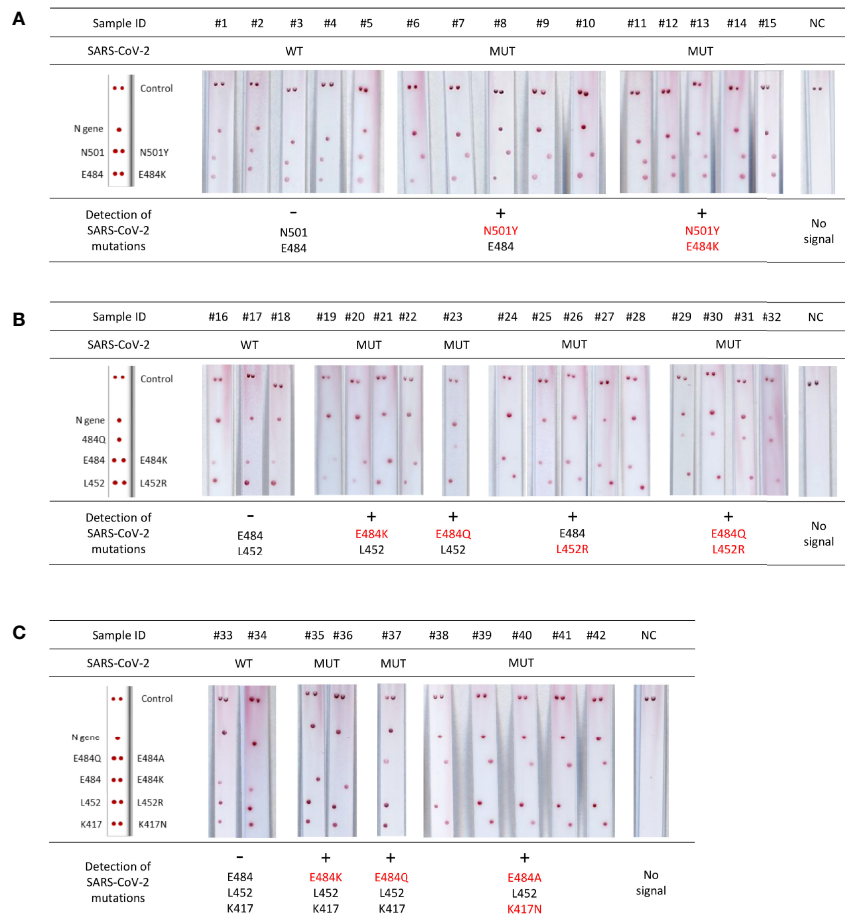 A
Sample ID #1 #2 #3 #4 #5 #6 #7 #8 #9 #10 #11 #12 #13 #14 #15 NC
SARS-CoV-2 WT MUT MUT
Control
N gene
N501 N501Y
E484 E484K
Detection of SARS-CoV-2 mutations
− + +
N501 N501Y N501Y
E484 E484 E484K
No signal
B
Sample ID #16 #17 #18 #19 #20 #21 #22 #23 #24 #25 #26 #27 #28 #29 #30 #31 #32 NC
SARS-CoV-2 WT MUT MUT MUT MUT
Control
N gene
484Q
E484 E484K
L452 L452R
Detection of SARS-CoV-2 mutations
− + + + +
E484 E484K E484Q E484 E484Q
L452 L452 L452 L452R L452R
No signal
C
Sample ID #33 #34 #35 #36 #37 #38 #39 #40 #41 #42 NC
SARS-CoV-2 WT MUT MUT MUT
Control
N gene
E484Q E484A
E484 E484K
L452 L452R
K417 K417N
Detection of SARS-CoV-2 mutations
− + + +
E484 E484K E484Q E484A
L452 L452 L452 L452
K417 K417 K417 K417N
No signal